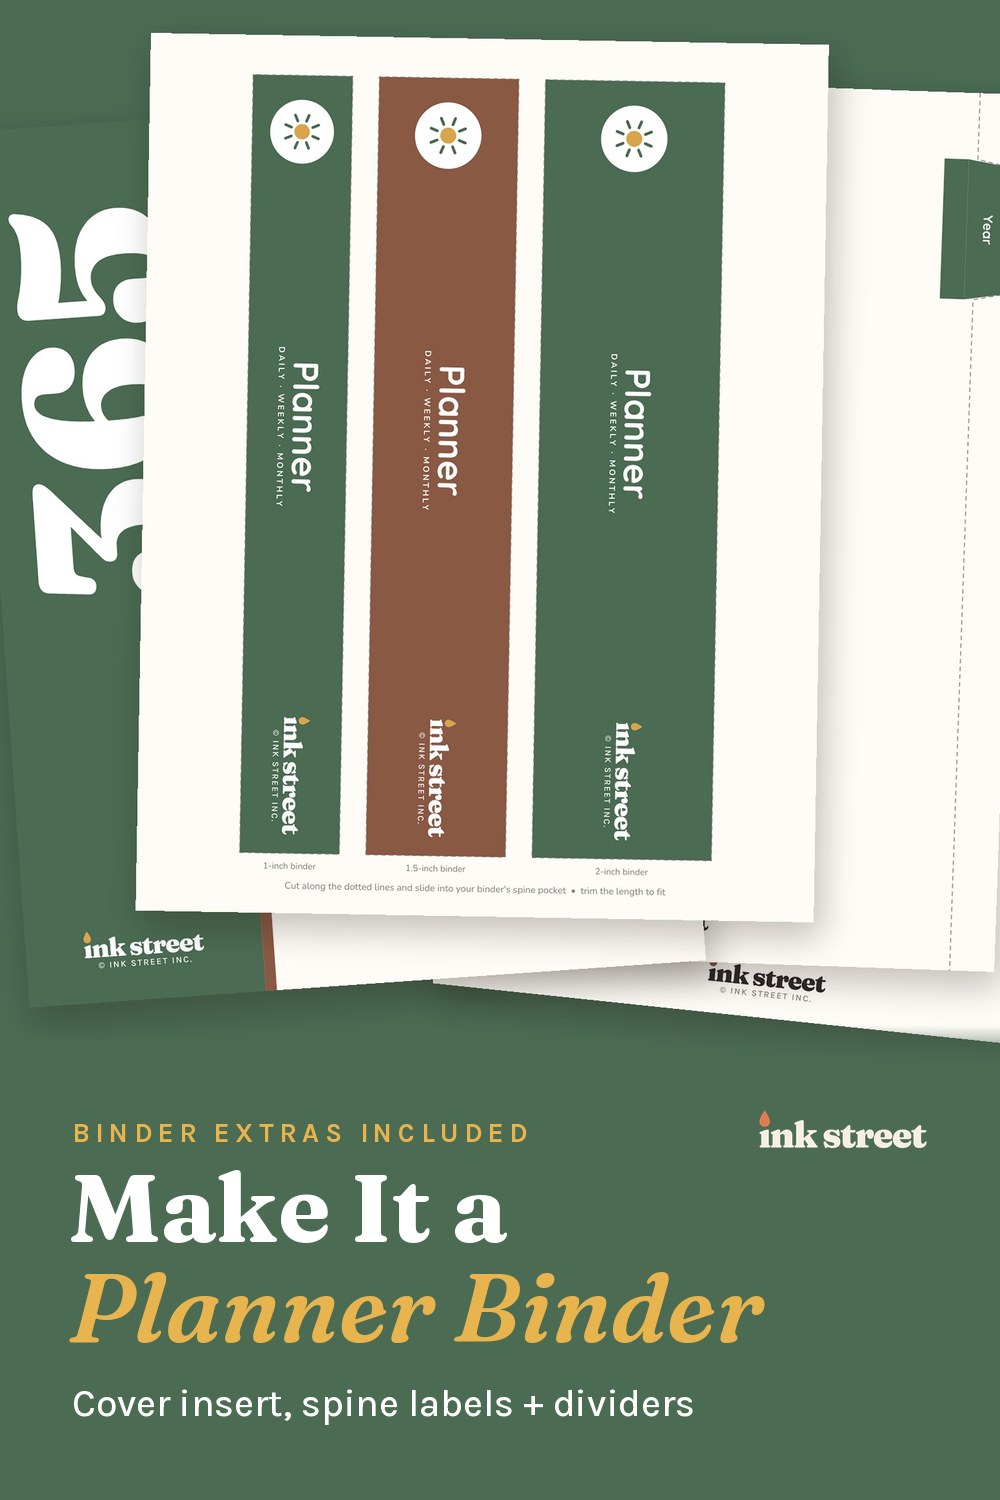 365
ink street
© INK STREET INC.
Planner
DAILY · WEEKLY · MONTHLY
ink street
© INK STREET INC.
1-inch binder
Planner
DAILY · WEEKLY · MONTHLY
ink street
© INK STREET INC.
1.5-inch binder
Planner
DAILY · WEEKLY · MONTHLY
ink street
© INK STREET INC.
2-inch binder
Cut along the dotted lines and slide into your binder's spine pocket • trim the length to fit
Year
ink street
© INK STREET INC.
BINDER EXTRAS INCLUDED
ink street
Make It a
Planner Binder
Cover insert, spine labels + dividers